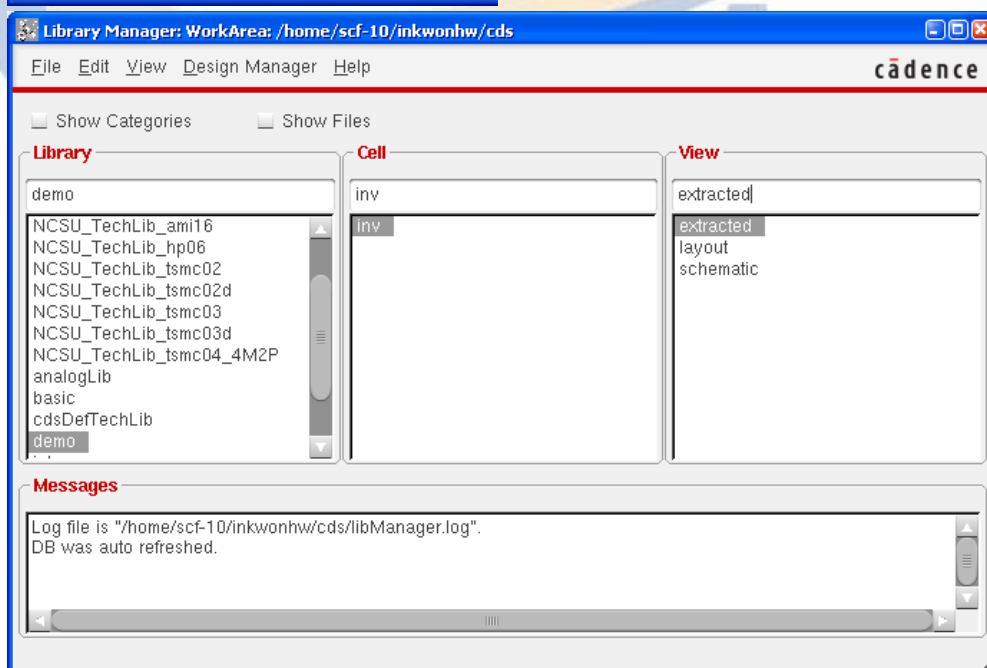 Library Manager: WorkArea: /home/scf-10/inkwonhw/cds
File Edit View Design Manager Help
cādence
Show Categories Show Files
Library
demo
NCSU_TechLib_ami16
NCSU_TechLib_hp06
NCSU_TechLib_tsmc02
NCSU_TechLib_tsmc02d
NCSU_TechLib_tsmc03
NCSU_TechLib_tsmc03d
NCSU_TechLib_tsmc04_4M2P
analogLib
basic
cdsDefTechLib
demo
Cell
inv
inv
View
extracted
extracted
layout
schematic
Messages
Log file is "/home/scf-10/inkwonhw/cds/libManager.log".
DB was auto refreshed.